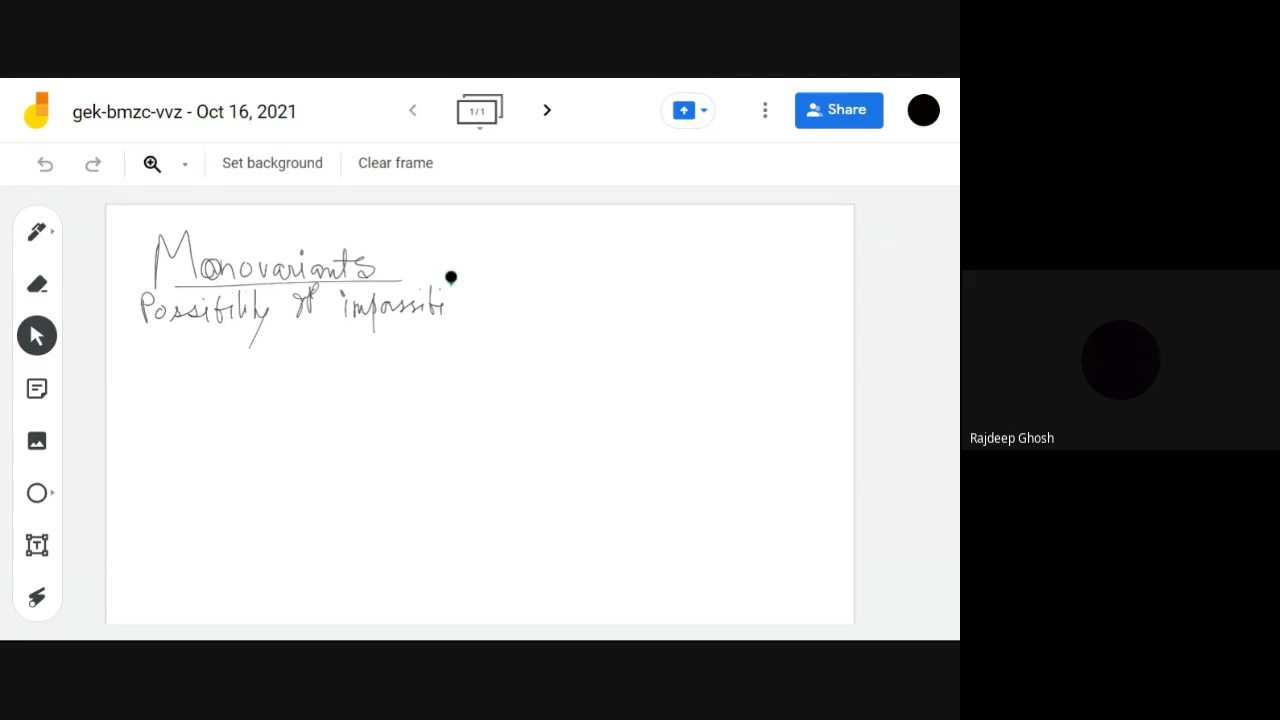 gek-bmzc-vvz - Oct 16, 2021
1/1
Share
Set background
Clear frame
Monovariants
Possibility of impossibi
T
Rajdeep Ghosh